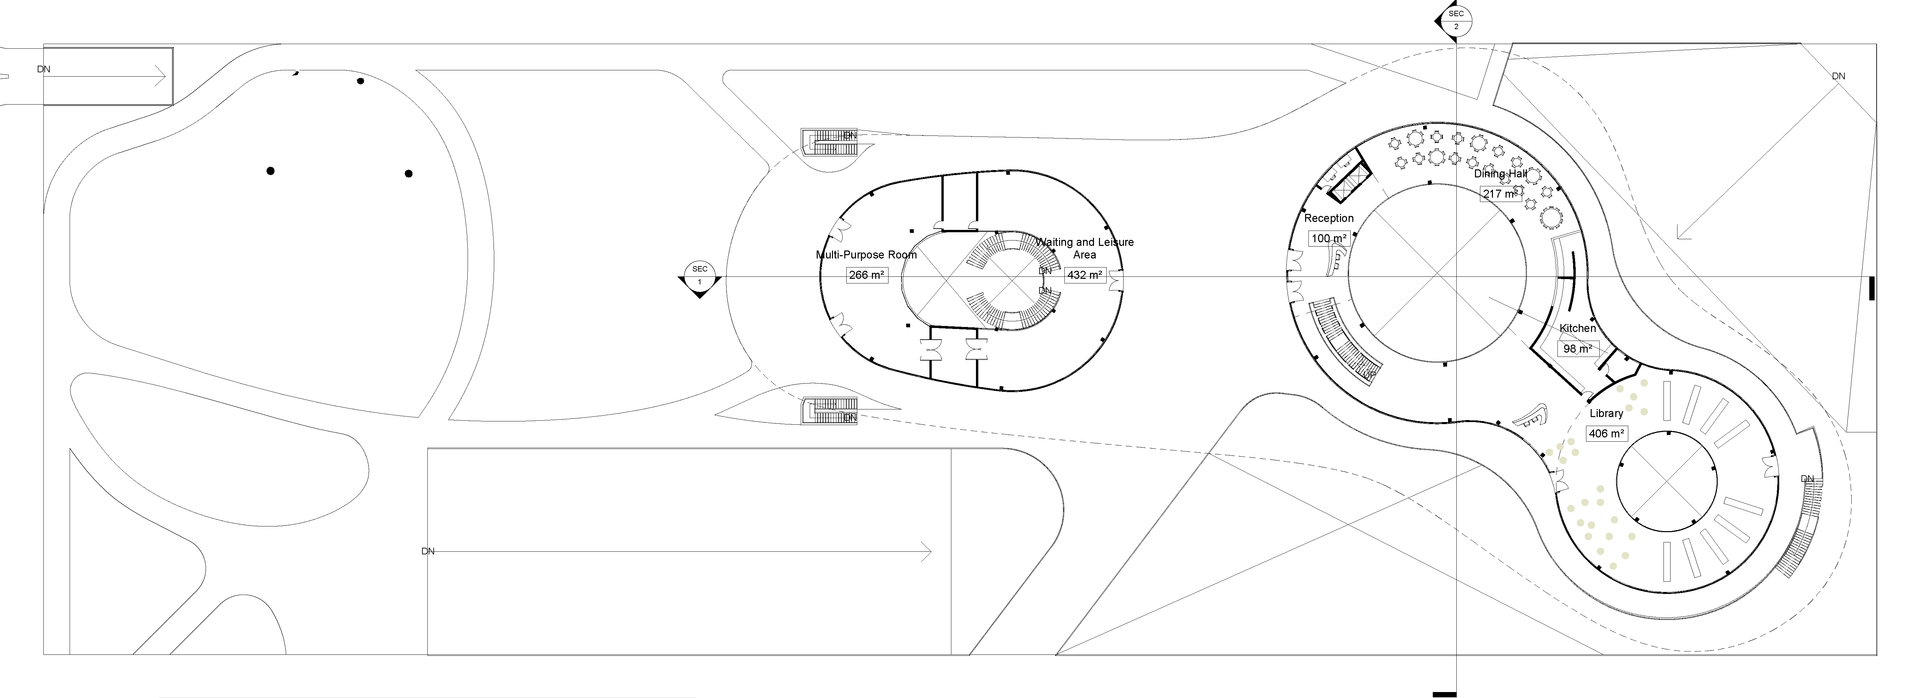 SEC
2
DN
DN
DN
Dining Hall
217 m²
Reception
100 m²
Waiting and Leisure
Area
432 m²
Multi-Purpose Room
266 m²
SEC
1
DN
DN
Kitchen
98 m²
UP
Library
406 m²
DN
DN
DN